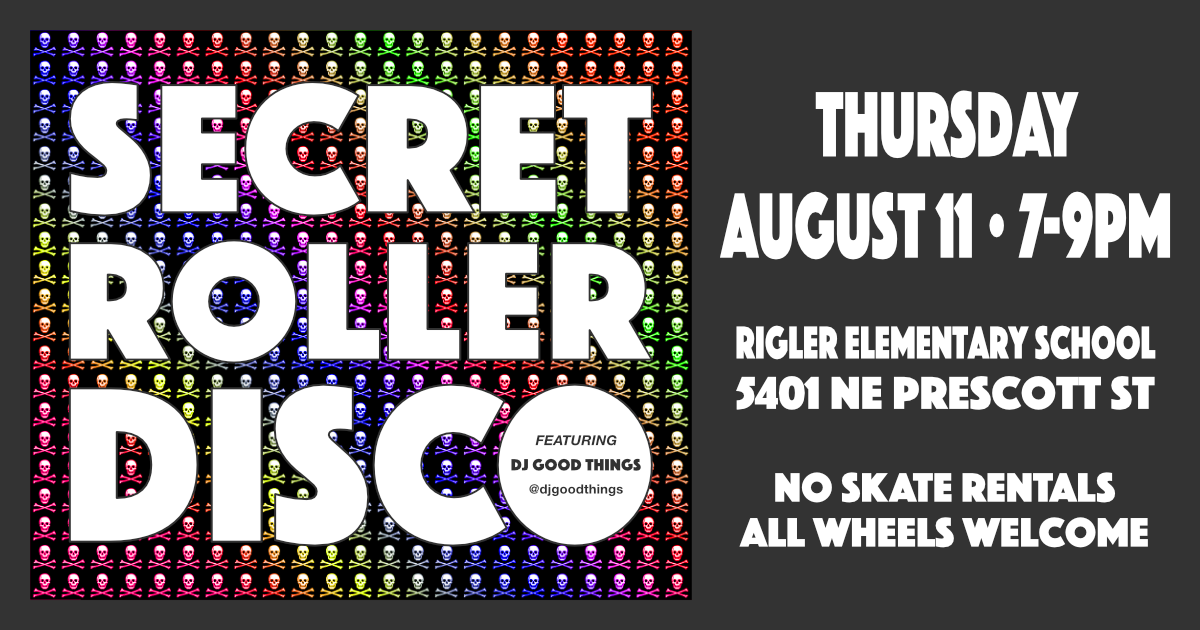 SECRET
ROLLER
DISCO
FEATURING
DJ GOOD THINGS
@djgoodthings
THURSDAY
AUGUST 11 • 7-9PM
RIGLER ELEMENTARY SCHOOL
5401 NE PRESCOTT ST
NO SKATE RENTALS
ALL WHEELS WELCOME